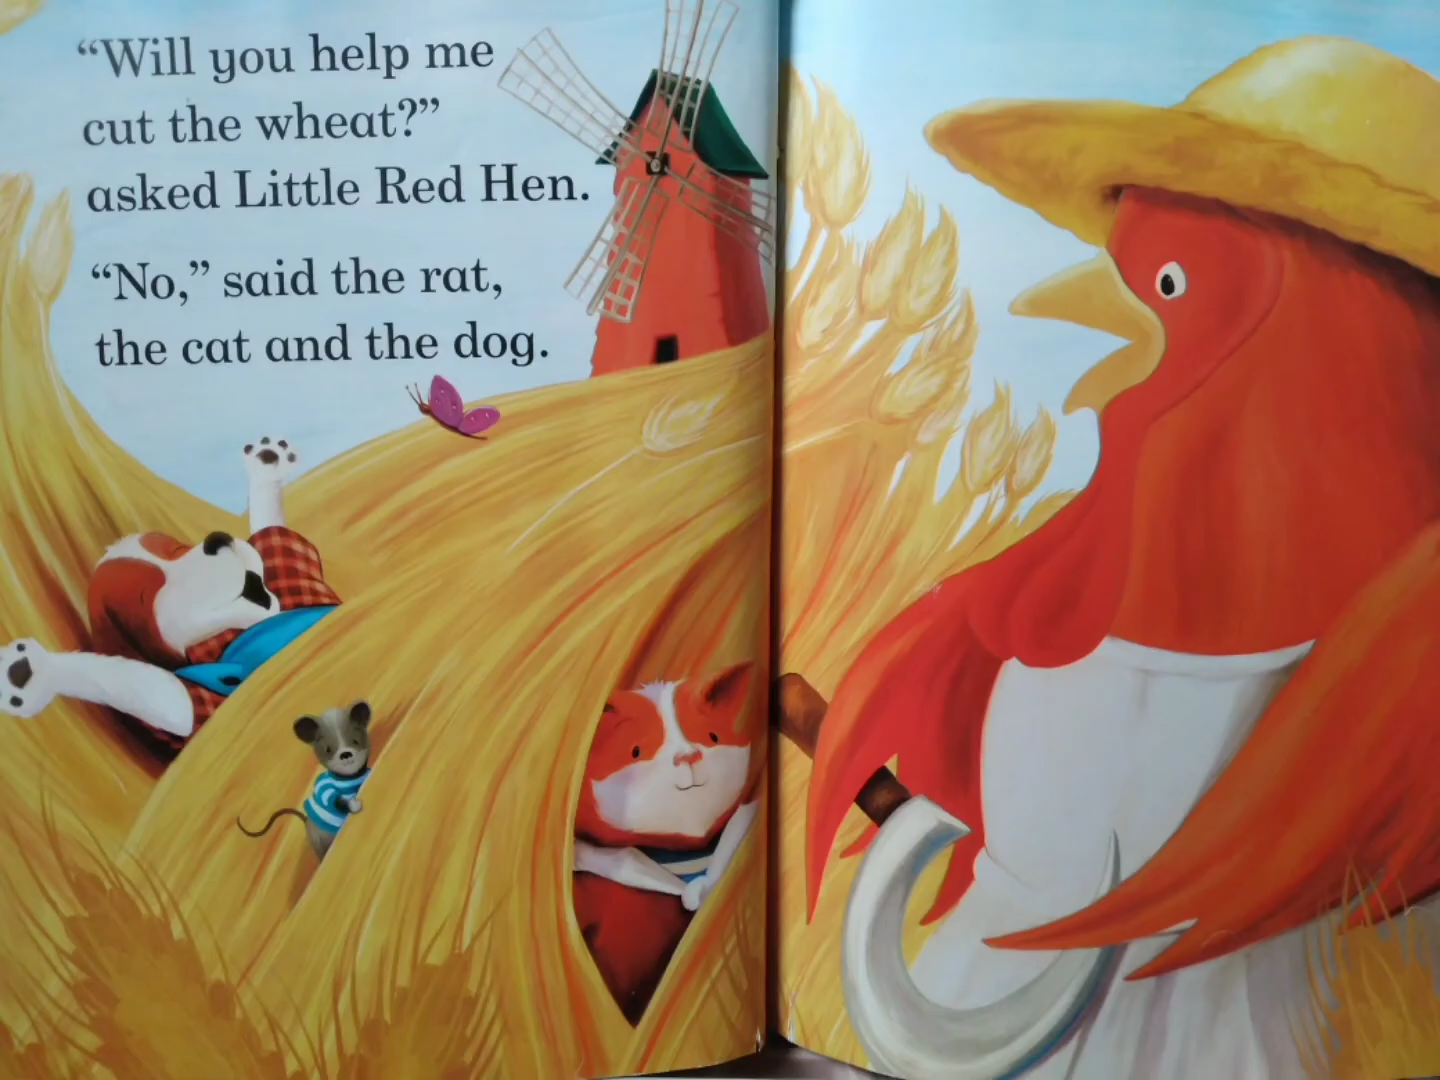 “Will you help me
cut the wheat?”
asked Little Red Hen.
“No,” said the rat,
the cat and the dog.